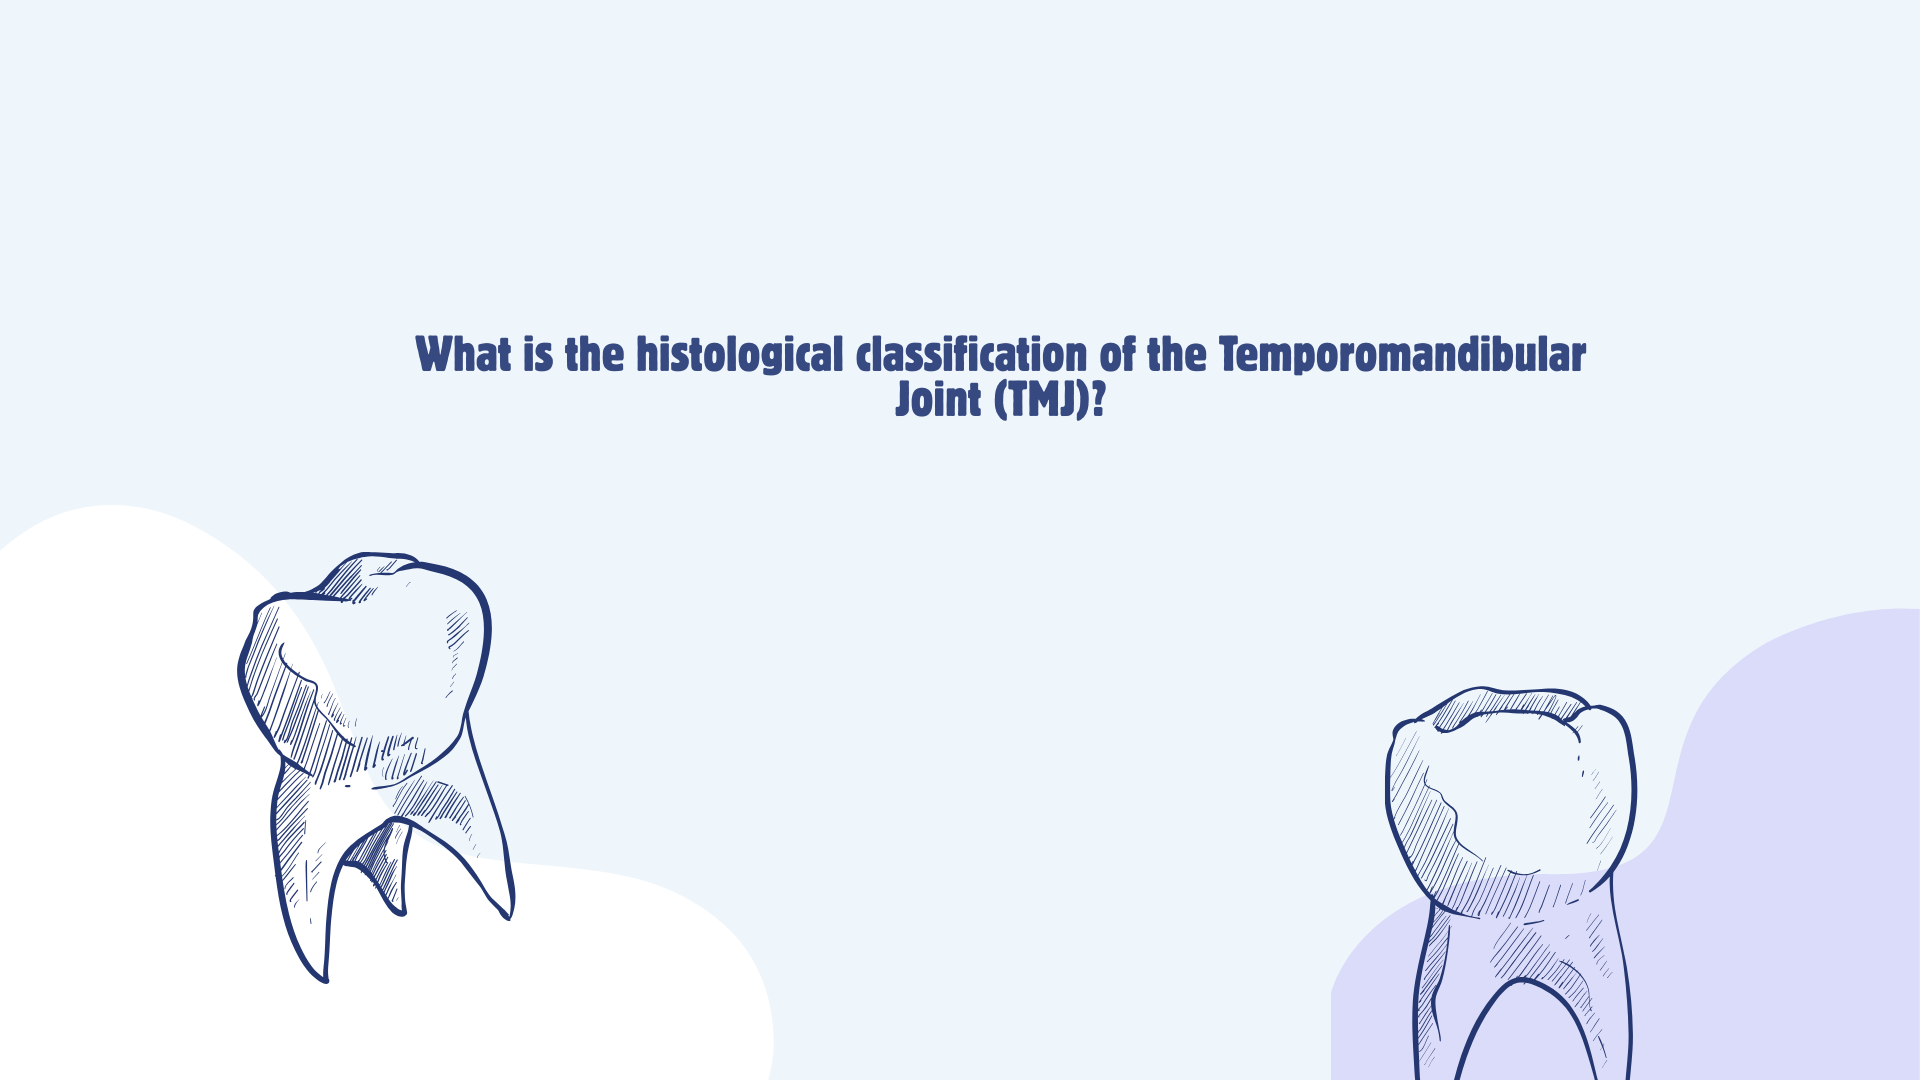 What is the histological classification of the Temporomandibular
Joint (TMJ)?